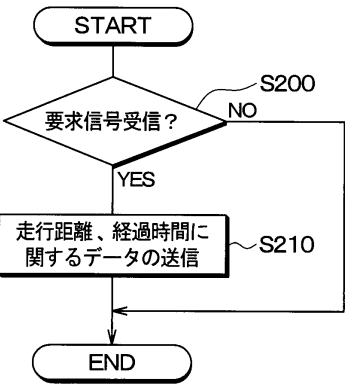 START
S200
要求信号受信？
NO
YES
走行距離、経過時間に
関するデータの送信
S210
END